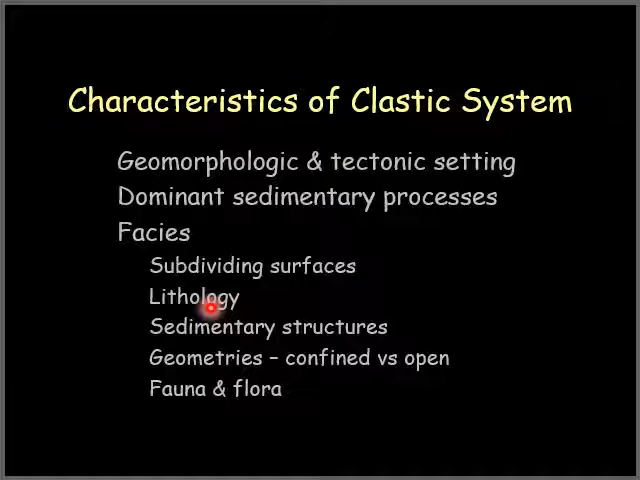 Characteristics of Clastic System
Geomorphologic & tectonic setting
Dominant sedimentary processes
Facies
Subdividing surfaces
Lithology
Sedimentary structures
Geometries – confined vs open
Fauna & flora